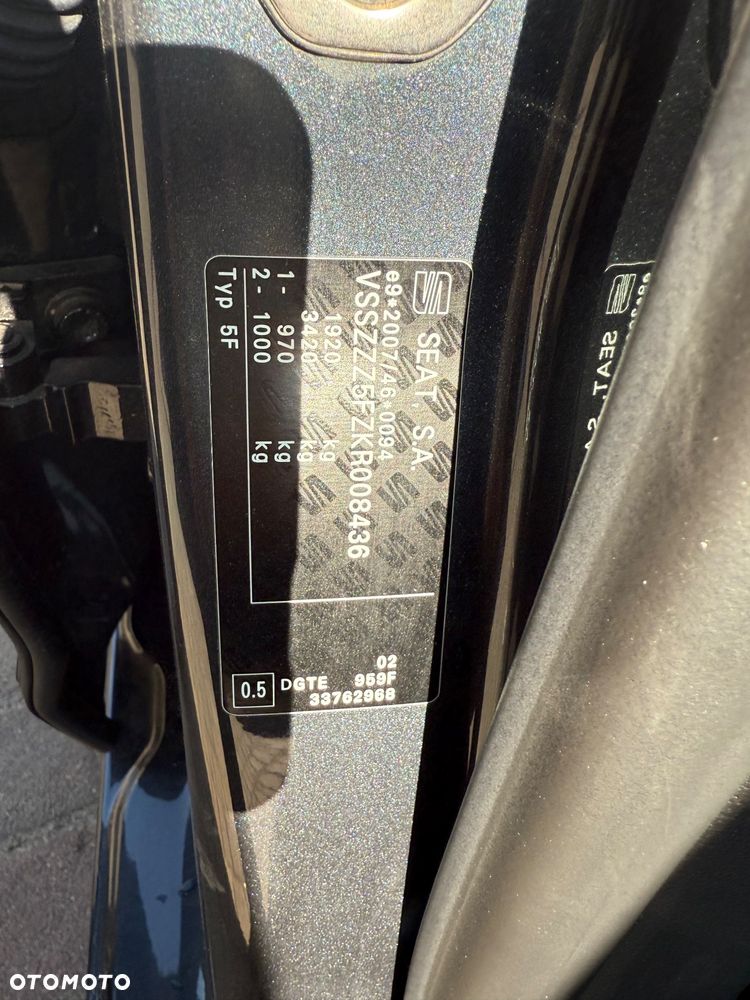 SEAT, S.A
e9*2007/46*0094
VSSZZZ5FZKR008436
1920 kg
3420 kg
1- 970 kg
2- 1000 kg
Typ 5F
02
959F
33762968
DGTE
0.5
SEAT, S.A
OTOMOTO